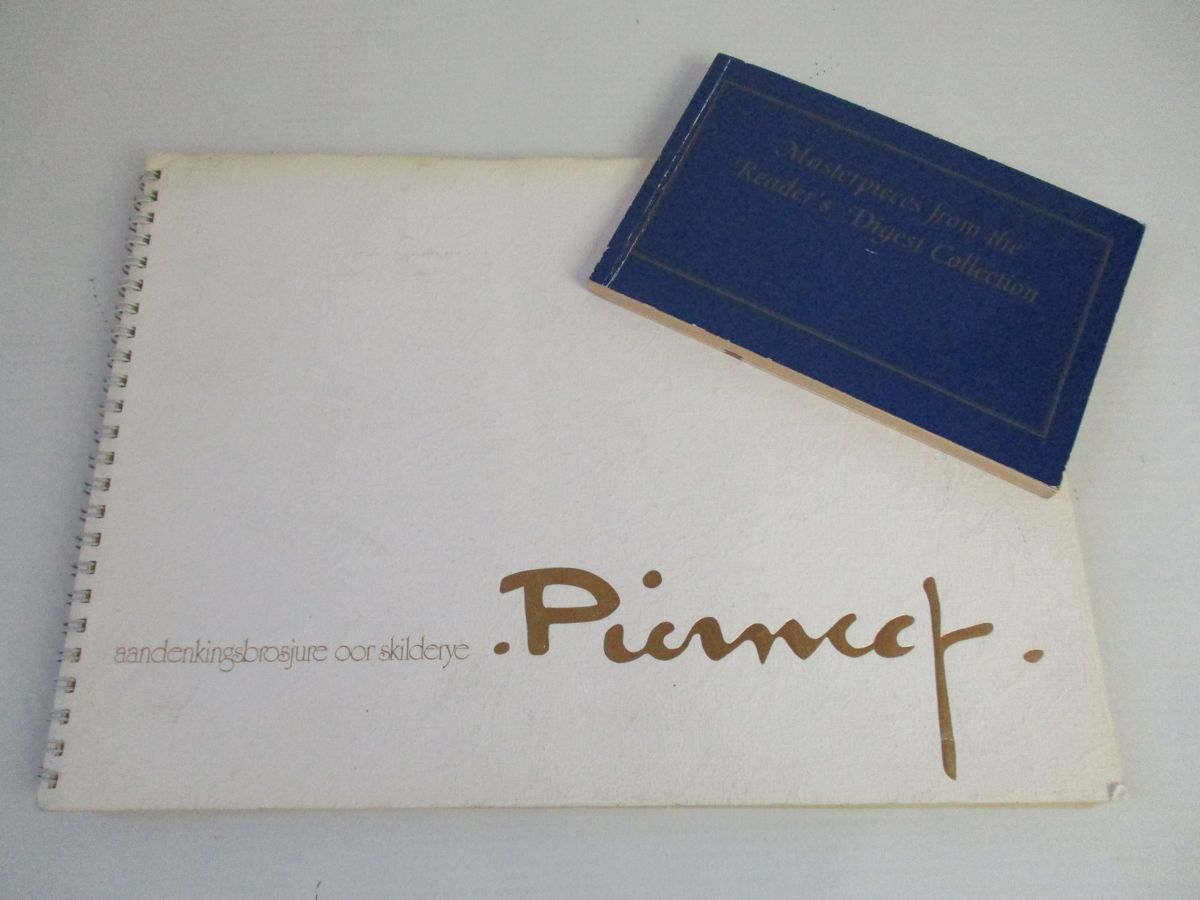 Masterpieces from the
Reader's Digest Collection
aandenkingsbrosjure oor skilderye .Pierneef.